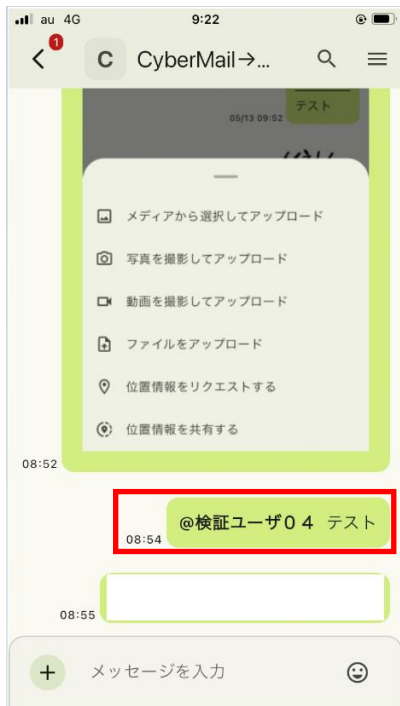 au 4G
9:22
1
C
CyberMail→...
テスト
05/13 09:52
メディアから選択してアップロード
写真を撮影してアップロード
動画を撮影してアップロード
ファイルをアップロード
位置情報をリクエストする
位置情報を共有する
08:52
@検証ユーザ04 テスト
08:54
08:55
メッセージを入力